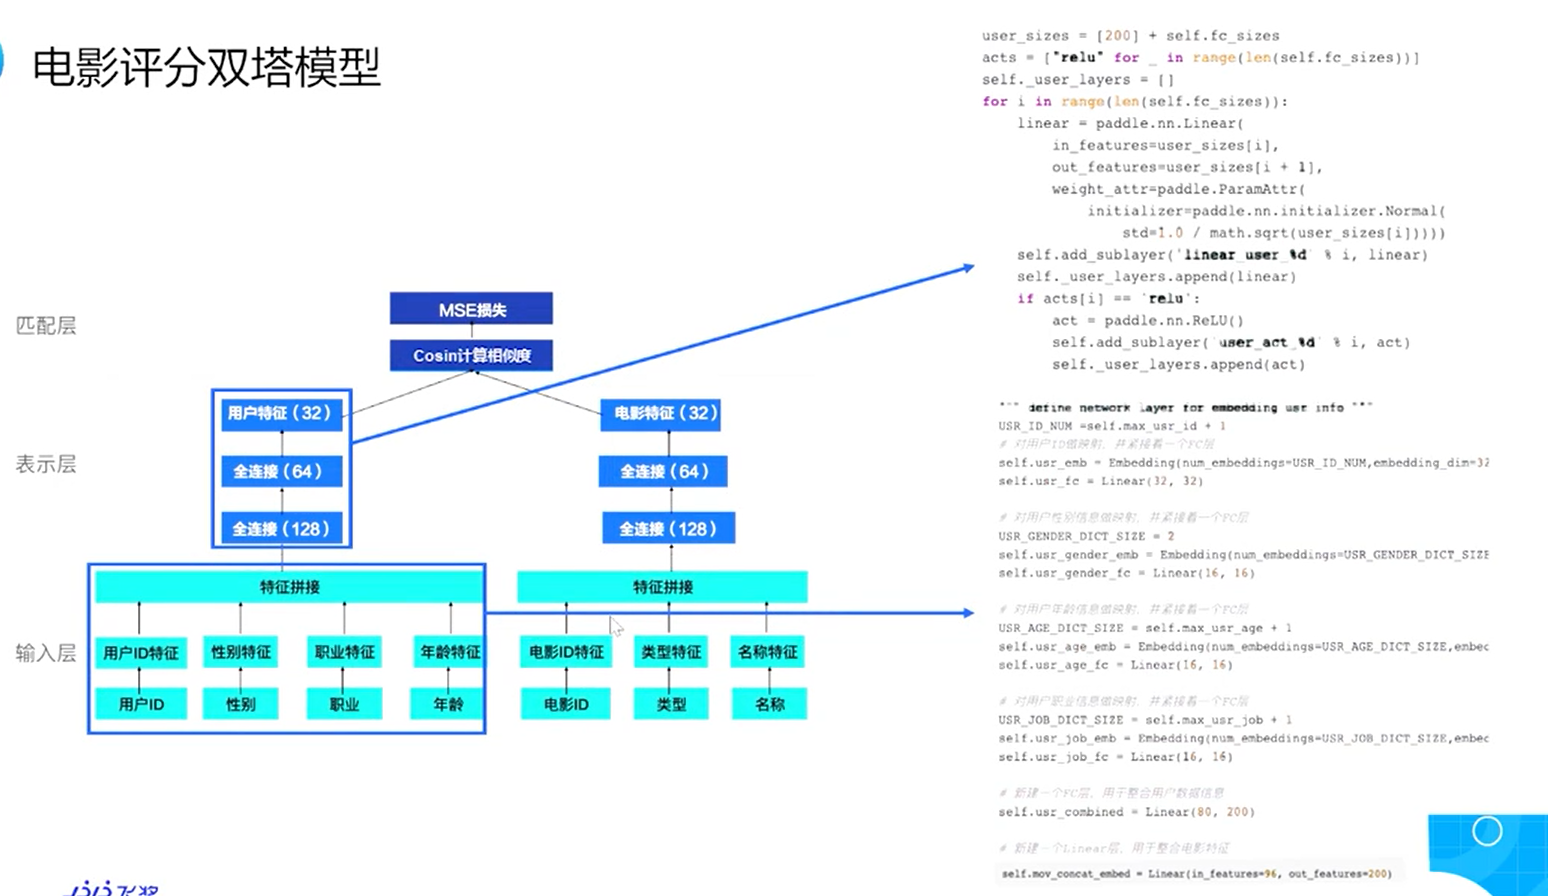 电影评分双塔模型
匹配层
MSE损失
Cosin计算相似度
表示层
用户特征（32）
全连接（64）
全连接（128）
电影特征（32）
全连接（64）
全连接（128）
输入层
特征拼接
用户ID特征 性别特征 职业特征 年龄特征
用户ID 性别 职业 年龄
特征拼接
电影ID特征 类型特征 名称特征
电影ID 类型 名称
user_sizes = [200] + self.fc_sizes
acts = ["relu" for _ in range(len(self.fc_sizes))]
self._user_layers = []
for i in range(len(self.fc_sizes)):
linear = paddle.nn.Linear(
in_features=user_sizes[i],
out_features=user_sizes[i + 1],
weight_attr=paddle.ParamAttr(
initializer=paddle.nn.initializer.Normal(
std=1.0 / math.sqrt(user_sizes[i]))))
self.add_sublayer('linear_user_%d' % i, linear)
self._user_layers.append(linear)
if acts[i] == 'relu':
act = paddle.nn.ReLU()
self.add_sublayer('user_act_%d' % i, act)
self._user_layers.append(act)
""" define network layer for embedding usr info """
USR_ID_NUM =self.max_usr_id + 1
# 对用户ID做映射，并紧接着一个FC层
self.usr_emb = Embedding(num_embeddings=USR_ID_NUM,embedding_dim=32
self.usr_fc = Linear(32, 32)
# 对用户性别信息做映射，并紧接着一个FC层
USR_GENDER_DICT_SIZE = 2
self.usr_gender_emb = Embedding(num_embeddings=USR_GENDER_DICT_SIZE
self.usr_gender_fc = Linear(16, 16)
# 对用户年龄信息做映射，并紧接着一个FC层
USR_AGE_DICT_SIZE = self.max_usr_age + 1
self.usr_age_emb = Embedding(num_embeddings=USR_AGE_DICT_SIZE,embec
self.usr_age_fc = Linear(16, 16)
# 对用户职业信息做映射，并紧接着一个FC层
USR_JOB_DICT_SIZE = self.max_usr_job + 1
self.usr_job_emb = Embedding(num_embeddings=USR_JOB_DICT_SIZE,embec
self.usr_job_fc = Linear(16, 16)
# 新建一个FC层，用于整合用户数据信息
self.usr_combined = Linear(80, 200)
# 新建一个Linear层，用于整合电影特征
self.mov_concat_embed = Linear(in_features=96, out_features=200)
飞桨